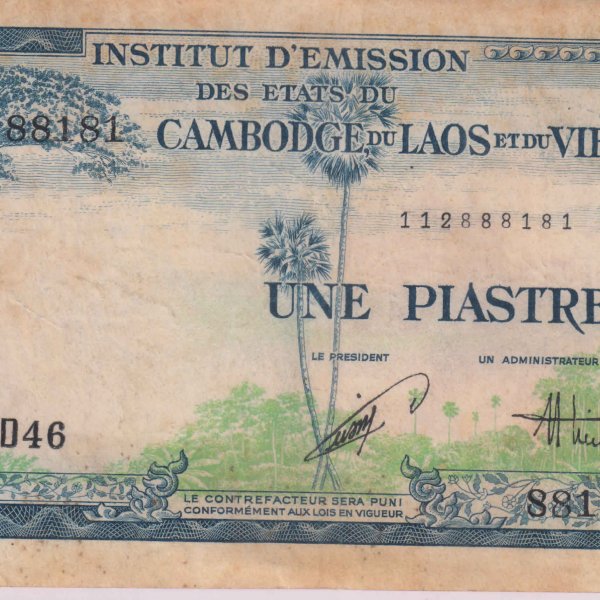 INSTITUT D'EMISSION
DES ETATS DU
CAMBODGE, DU LAOS ET DU VIE
88181
112888181
UNE PIASTRE
LE PRESIDENT
UN ADMINISTRATEUR
D46
LE CONTREFACTEUR SERA PUNI
CONFORMÉMENT AUX LOIS EN VIGUEUR
881